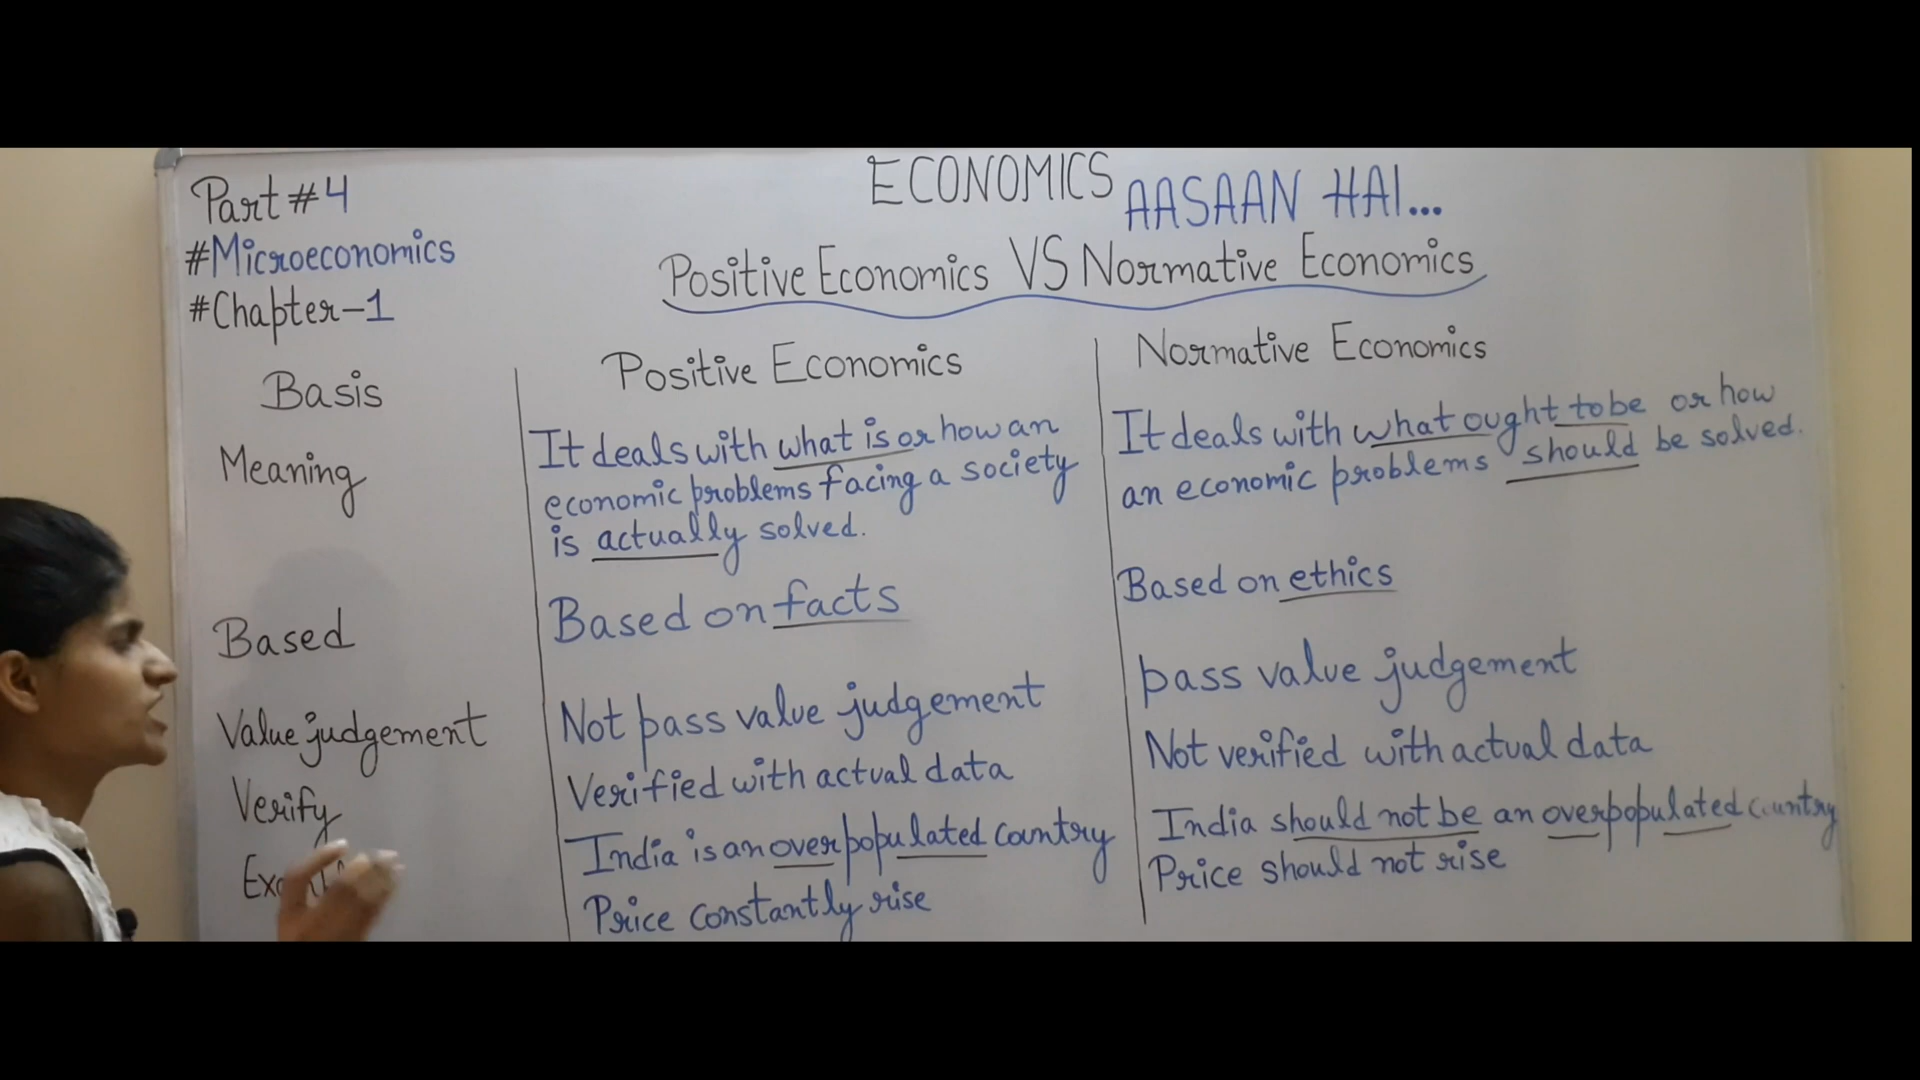 Part #4
#Microeconomics
#Chapter-1
ECONOMICS AASAAN HAI...
Positive Economics VS Normative Economics
Basis
Positive Economics
Normative Economics
Meaning
It deals with what is or how an
economic problems facing a society
is actually solved.
It deals with what ought to be or how
an economic problems should be solved.
Based
Based on facts
Based on ethics
Value judgement
Not pass value judgement
pass value judgement
Verify
Verified with actual data
Not verified with actual data
India is an overpopulated country
Price constantly rise
India should not be an overpopulated country
Price should not rise